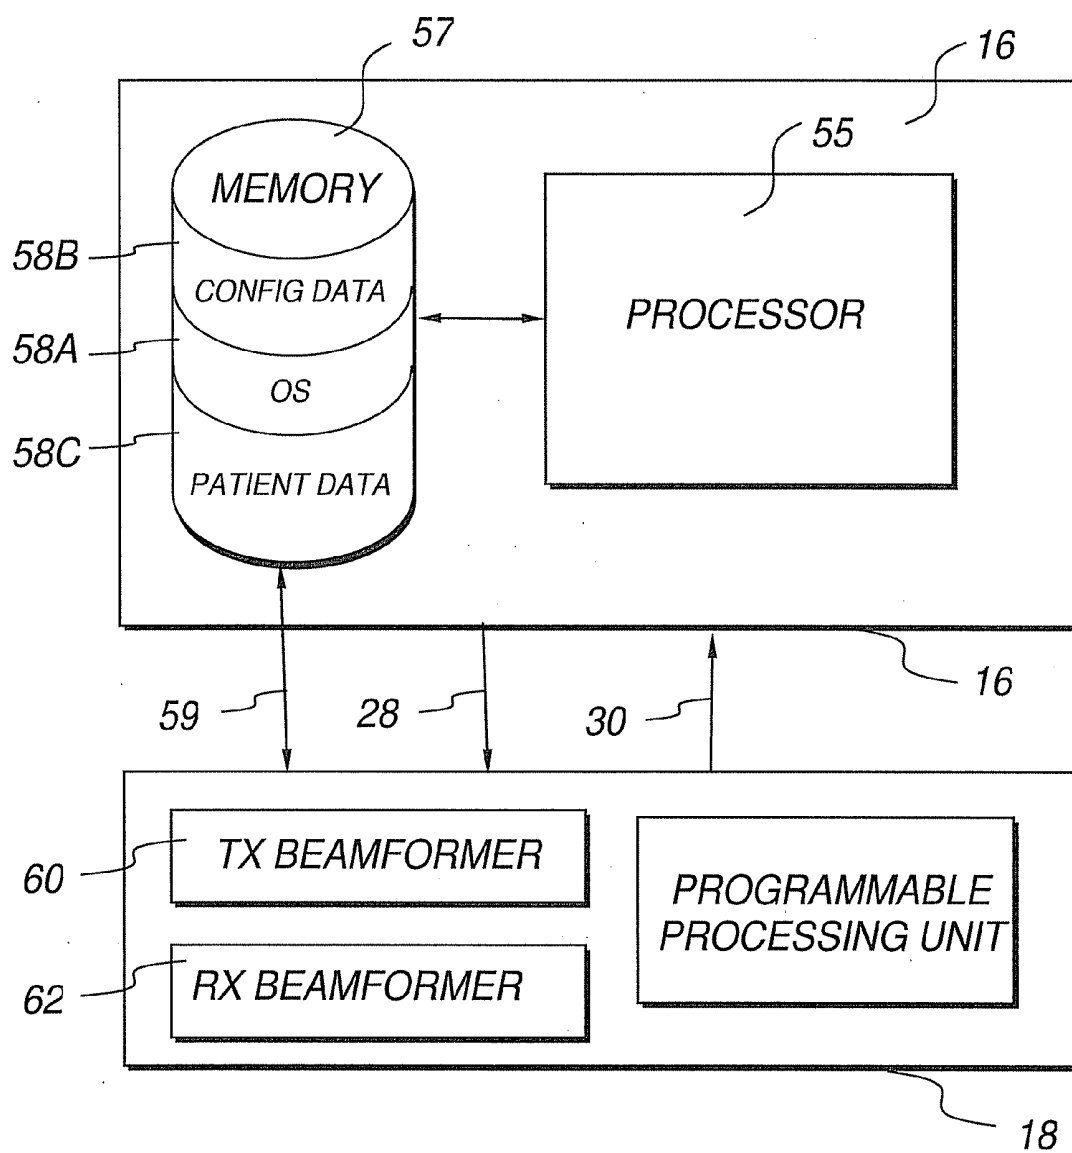 57
16
55
MEMORY
58B
CONFIG DATA
PROCESSOR
58A
OS
58C
PATIENT DATA
59
28
30
16
TX BEAMFORMER
60
PROGRAMMABLE
PROCESSING UNIT
RX BEAMFORMER
62
18